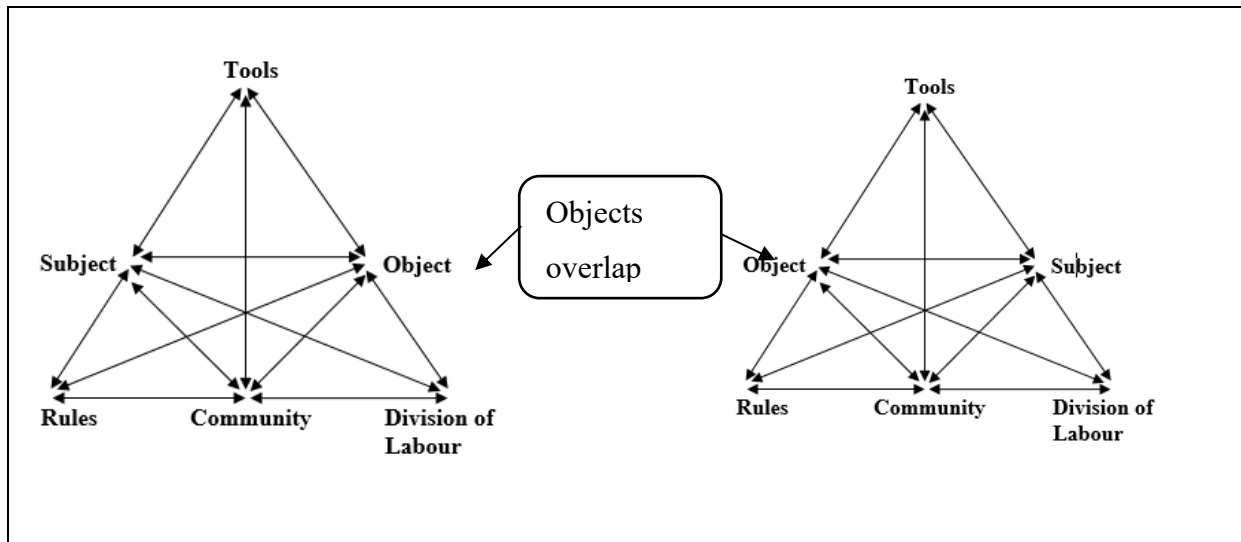 Tools
Subject
Object
Rules
Community
Division of
Labour
Objects
overlap
Tools
Object
Subject
Rules
Community
Division of
Labour